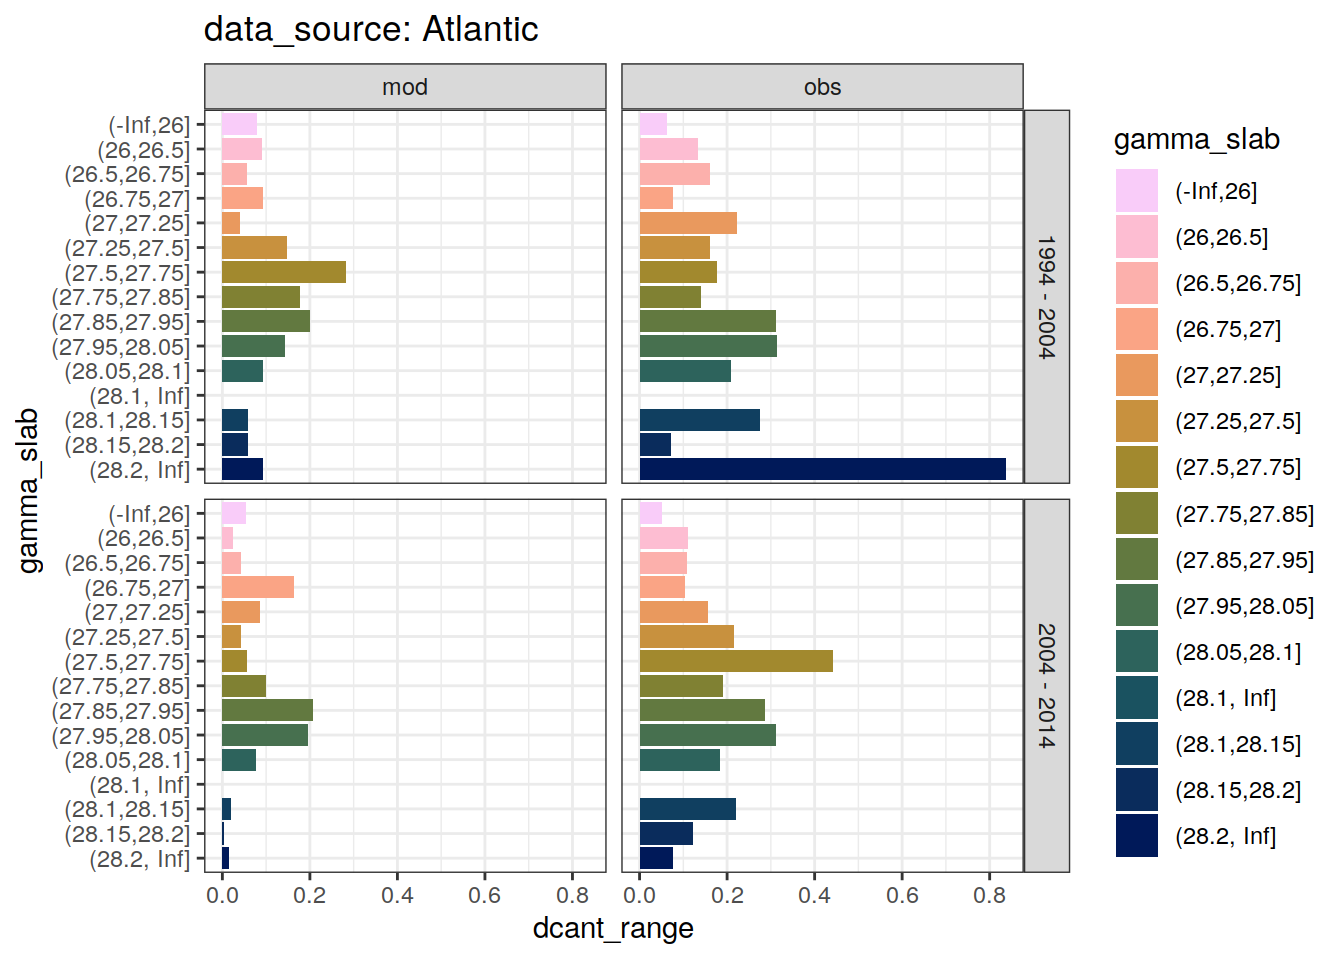 data_source: Atlantic
mod
obs
(-Inf,26]
(26,26.5]
(26.5,26.75]
(26.75,27]
(27,27.25]
(27.25,27.5]
(27.5,27.75]
(27.75,27.85]
(27.85,27.95]
(27.95,28.05]
(28.05,28.1]
(28.1, Inf]
(28.1,28.15]
(28.15,28.2]
(28.2, Inf]
1994 - 2004
(-Inf,26]
(26,26.5]
(26.5,26.75]
(26.75,27]
(27,27.25]
(27.25,27.5]
(27.5,27.75]
(27.75,27.85]
(27.85,27.95]
(27.95,28.05]
(28.05,28.1]
(28.1, Inf]
(28.1,28.15]
(28.15,28.2]
(28.2, Inf]
2004 - 2014
gamma_slab
0.0 0.2 0.4 0.6 0.8
0.0 0.2 0.4 0.6 0.8
dcant_range
gamma_slab
(-Inf,26]
(26,26.5]
(26.5,26.75]
(26.75,27]
(27,27.25]
(27.25,27.5]
(27.5,27.75]
(27.75,27.85]
(27.85,27.95]
(27.95,28.05]
(28.05,28.1]
(28.1, Inf]
(28.1,28.15]
(28.15,28.2]
(28.2, Inf]